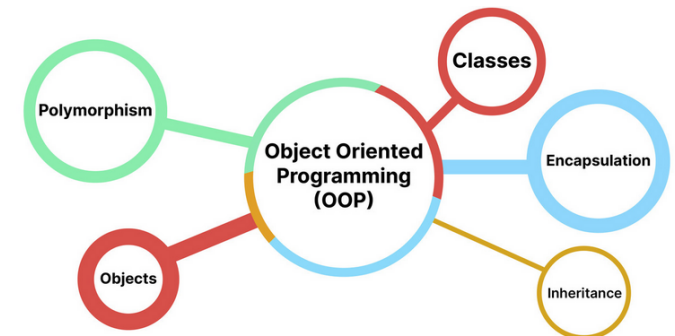 Classes
Polymorphism
Object Oriented
Programming
(OOP)
Encapsulation
Objects
Inheritance